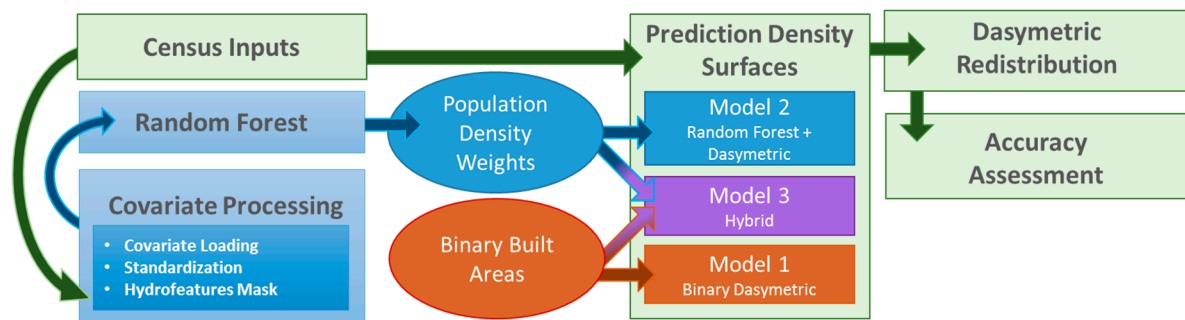 Census Inputs
Random Forest
Covariate Processing
• Covariate Loading
• Standardization
• Hydrofeatures Mask
Population
Density
Weights
Binary Built
Areas
Prediction Density
Surfaces
Model 2
Random Forest +
Dasymetric
Model 3
Hybrid
Model 1
Binary Dasymetric
Dasymetric
Redistribution
Accuracy
Assessment